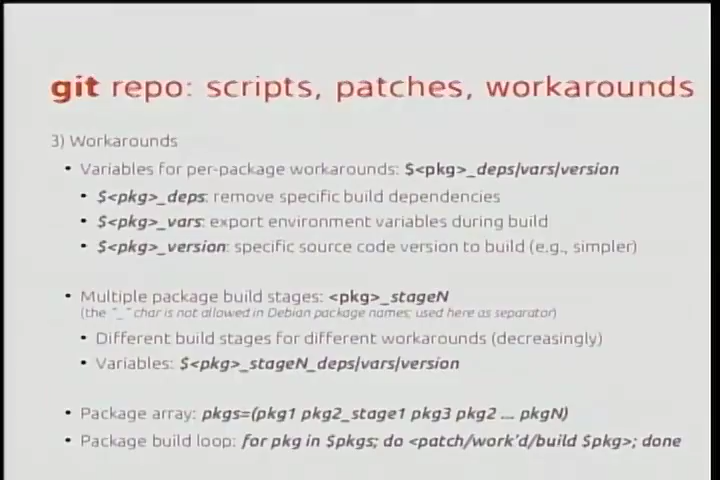 git repo: scripts, patches, workarounds
3) Workarounds
• Variables for per-package workarounds: $<pkg>_deps/vars/version
• $<pkg>_deps: remove specific build dependencies
• $<pkg>_vars: export environment variables during build
• $<pkg>_version: specific source code version to build (e.g., simpler)
• Multiple package build stages: <pkg>_stageN
(the "_" char is not allowed in Debian package names; used here as separator)
• Different build stages for different workarounds (decreasingly)
• Variables: $<pkg>_stageN_deps/vars/version
• Package array: pkgs=(pkg1 pkg2_stage1 pkg3 pkg2 ... pkgN)
• Package build loop: for pkg in $pkgs; do <patch/work'd/build $pkg>; done